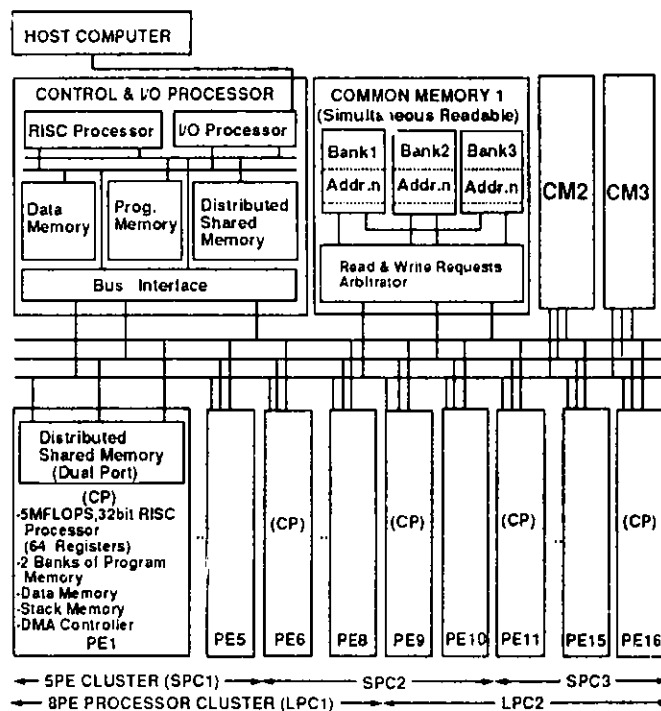 HOST COMPUTER
CONTROL & I/O PROCESSOR
RISC Processor
I/O Processor
Data
Memory
Prog.
Memory
Distributed
Shared
Memory
Bus Interface
COMMON MEMORY 1
(Simultaneous Readable)
Bank1
Bank2
Bank3
Addr.n
Addr.n
Addr.n
Read & Write Requests
Arbitrator
CM2
CM3
Distributed
Shared Memory
(Dual Port)
(CP)
-5MFLOPS,32bit RISC
Processor
(64 Registers)
-2 Banks of Program
Memory
-Data Memory
-Stack Memory
-DMA Controller
PE1
...
PE5
(CP)
PE6
...
PE8
(CP)
PE9
PE10
(CP)
PE11
...
PE15
(CP)
PE16
5PE CLUSTER (SPC1)
SPC2
SPC3
8PE PROCESSOR CLUSTER (LPC1)
LPC2